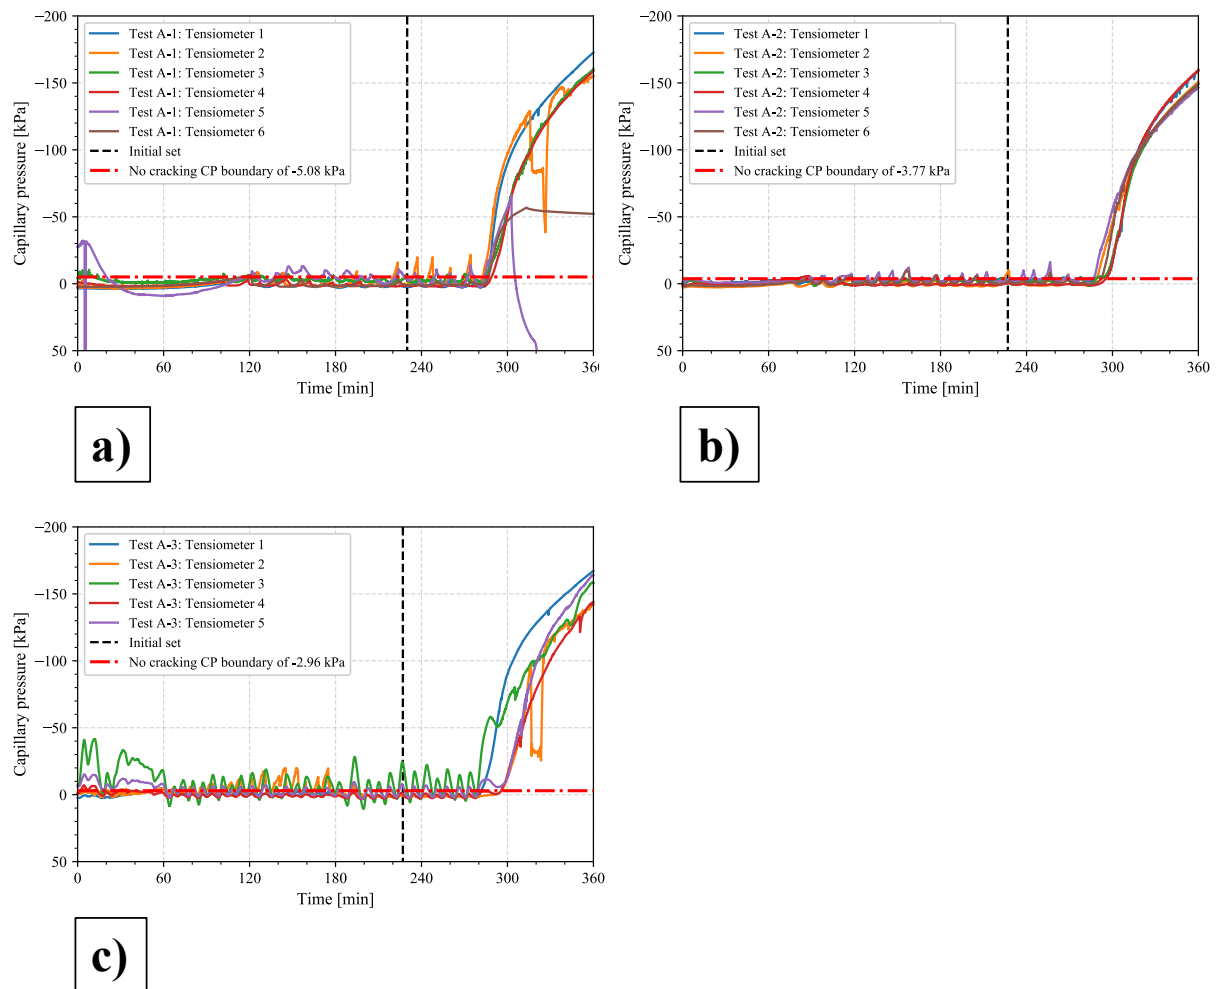 −200
−150
−100
−50
0
50
Capillary pressure [kPa]
Test A-1: Tensiometer 1
Test A-1: Tensiometer 2
Test A-1: Tensiometer 3
Test A-1: Tensiometer 4
Test A-1: Tensiometer 5
Test A-1: Tensiometer 6
Initial set
No cracking CP boundary of -5.08 kPa
0 60 120 180 240 300 360
Time [min]
a)
−200
−150
−100
−50
0
50
Capillary pressure [kPa]
Test A-2: Tensiometer 1
Test A-2: Tensiometer 2
Test A-2: Tensiometer 3
Test A-2: Tensiometer 4
Test A-2: Tensiometer 5
Test A-2: Tensiometer 6
Initial set
No cracking CP boundary of -3.77 kPa
0 60 120 180 240 300 360
Time [min]
b)
−200
−150
−100
−50
0
50
Capillary pressure [kPa]
Test A-3: Tensiometer 1
Test A-3: Tensiometer 2
Test A-3: Tensiometer 3
Test A-3: Tensiometer 4
Test A-3: Tensiometer 5
Initial set
No cracking CP boundary of -2.96 kPa
0 60 120 180 240 300 360
Time [min]
c)